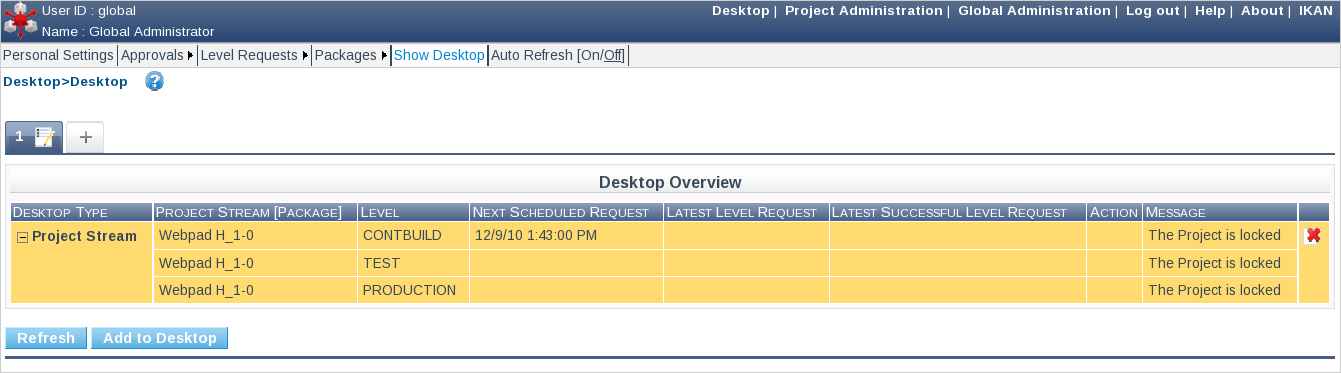 User ID : global
Desktop | Project Administration | Global Administration | Log out | Help | About | IKAN
Name : Global Administrator
Personal Settings Approvals Level Requests Packages Show Desktop Auto Refresh [On/Off]
Desktop>Desktop ?
1 +
Desktop Overview
Desktop Type Project Stream [Package] Level Next Scheduled Request Latest Level Request Latest Successful Level Request Action Message
Project Stream Webpad H_1-0 CONTBUILD 12/9/10 1:43:00 PM The Project is locked
Webpad H_1-0 TEST The Project is locked
Webpad H_1-0 PRODUCTION The Project is locked
Refresh Add to Desktop